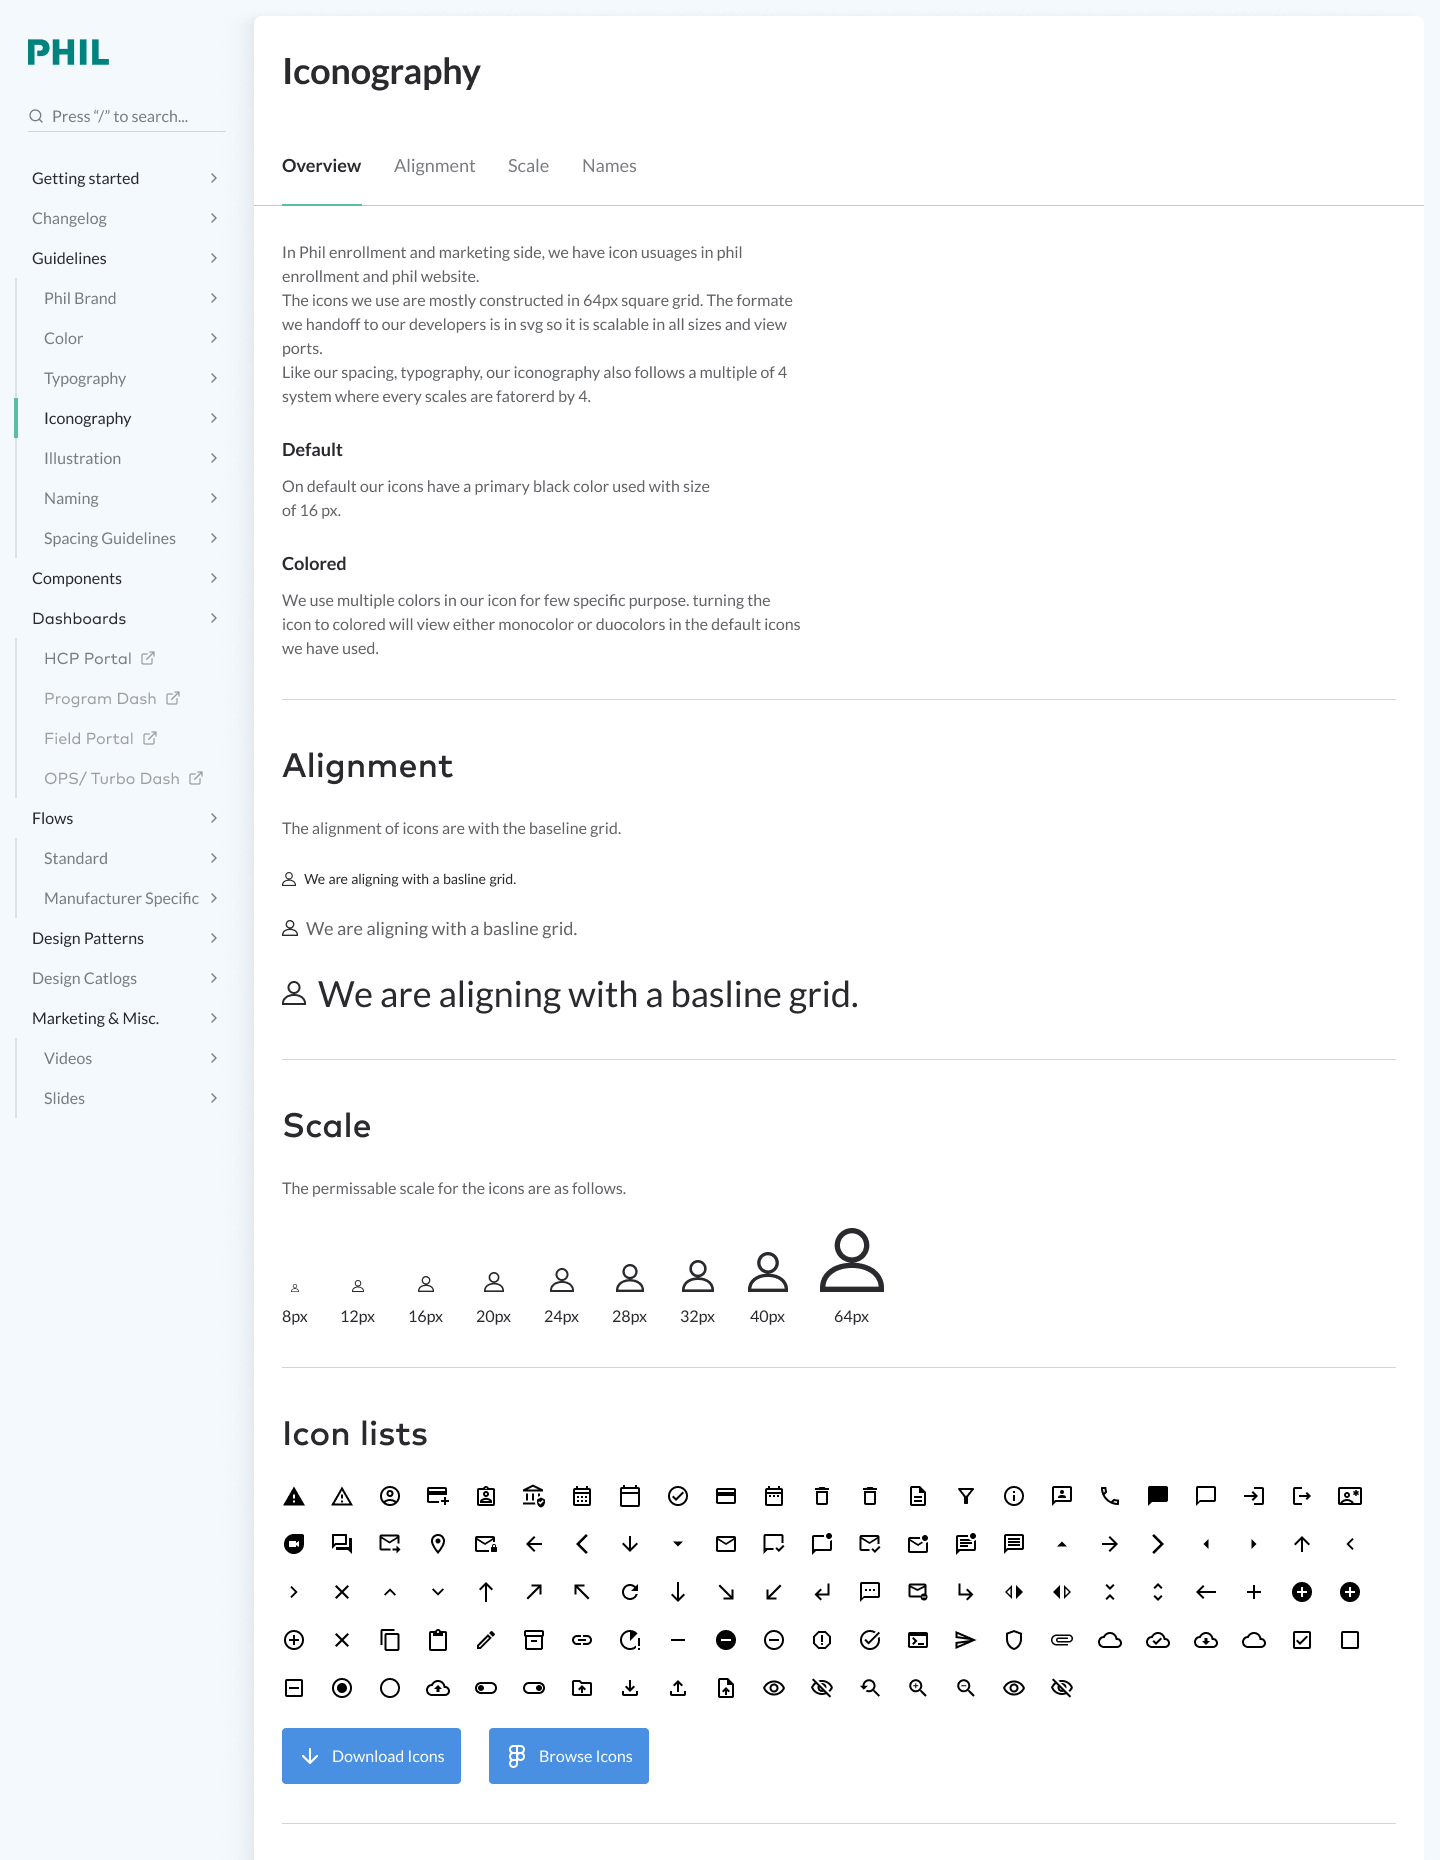 PHIL
Press “/” to search...
Getting started
Changelog
Guidelines
Phil Brand
Color
Typography
Iconography
Illustration
Naming
Spacing Guidelines
Components
Dashboards
HCP Portal
Program Dash
Field Portal
OPS/ Turbo Dash
Flows
Standard
Manufacturer Specific
Design Patterns
Design Catlogs
Marketing & Misc.
Videos
Slides
Iconography
Overview Alignment Scale Names
In Phil enrollment and marketing side, we have icon usuages in phil
enrollment and phil website.
The icons we use are mostly constructed in 64px square grid. The formate
we handoff to our developers is in svg so it is scalable in all sizes and view
ports.
Like our spacing, typography, our iconography also follows a multiple of 4
system where every scales are fatorerd by 4.
Default
On default our icons have a primary black color used with size
of 16 px.
Colored
We use multiple colors in our icon for few specific purpose. turning the
icon to colored will view either monocolor or duocolors in the default icons
we have used.
Alignment
The alignment of icons are with the baseline grid.
We are aligning with a basline grid.
We are aligning with a basline grid.
We are aligning with a basline grid.
Scale
The permissable scale for the icons are as follows.
8px 12px 16px 20px 24px 28px 32px 40px 64px
Icon lists
Download Icons Browse Icons